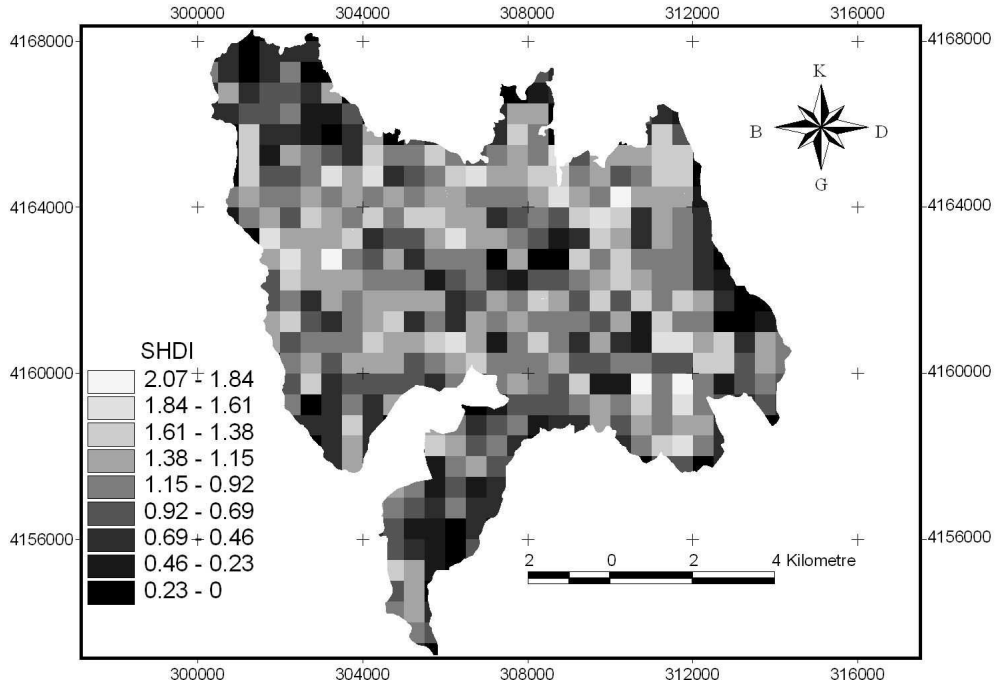 300000 304000 308000 312000 316000
4168000 4168000
K
B D
G
4164000 4164000
SHDI
2.07 - 1.84
4160000 4160000
1.84 - 1.61
1.61 - 1.38
1.38 - 1.15
1.15 - 0.92
0.92 - 0.69
4156000 0.69 - 0.46 4156000
2 0 2 4 Kilometre
0.46 - 0.23
0.23 - 0
300000 304000 308000 312000 316000